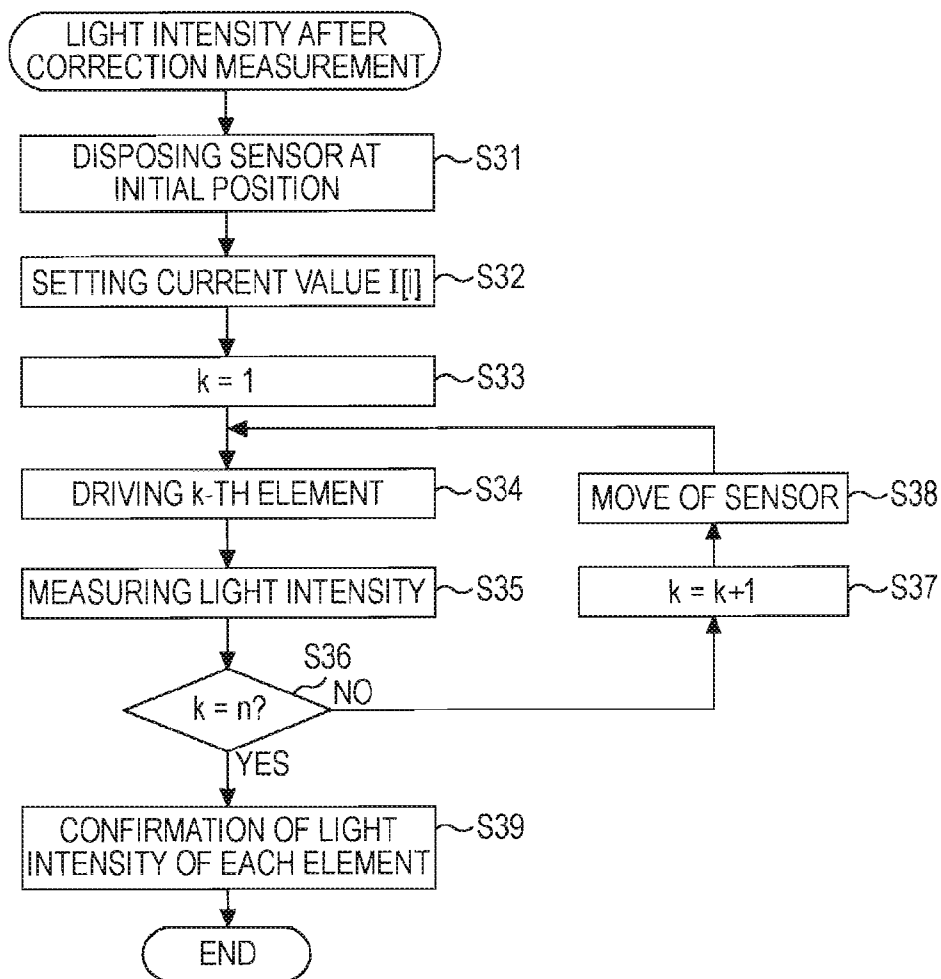 LIGHT INTENSITY AFTER
CORRECTION MEASUREMENT
DISPOSING SENSOR AT
INITIAL POSITION
S31
SETTING CURRENT VALUE I[i]
S32
k = 1
S33
DRIVING k-TH ELEMENT
S34
MOVE OF SENSOR
S38
MEASURING LIGHT INTENSITY
S35
k = k+1
S37
S36
k = n?
NO
YES
CONFIRMATION OF LIGHT
INTENSITY OF EACH ELEMENT
S39
END